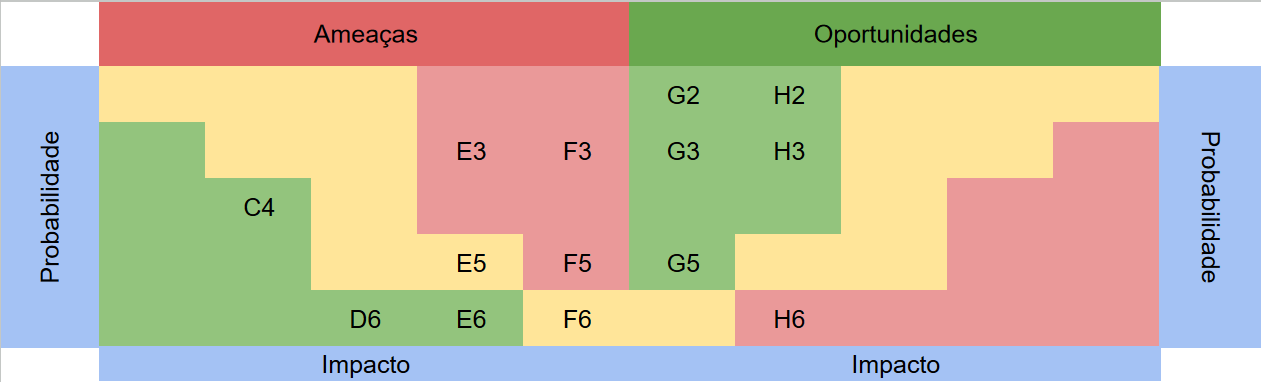 Ameaças Oportunidades
G2 H2
E3 F3 G3 H3
C4
E5 F5 G5
D6 E6 F6 H6
Probabilidade
Probabilidade
Impacto Impacto